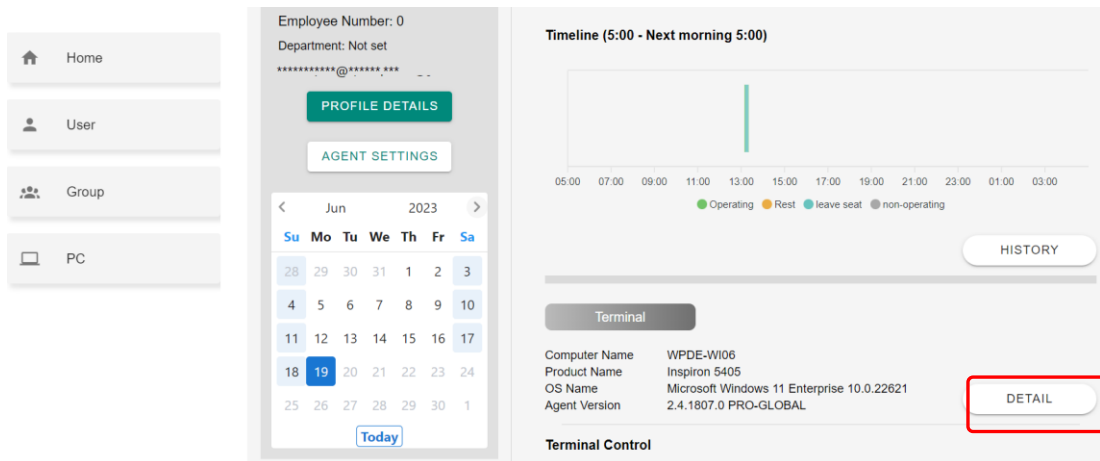 Home
User
Group
PC
Employee Number: 0
Department: Not set
***********@******.***
PROFILE DETAILS
AGENT SETTINGS
< Jun 2023 >
Su Mo Tu We Th Fr Sa
28 29 30 31 1 2 3
4 5 6 7 8 9 10
11 12 13 14 15 16 17
18 19 20 21 22 23 24
25 26 27 28 29 30 1
Today
Timeline (5:00 - Next morning 5:00)
05:00 07:00 09:00 11:00 13:00 15:00 17:00 19:00 21:00 23:00 01:00 03:00
Operating Rest leave seat non-operating
HISTORY
Terminal
Computer Name WPDE-WI06
Product Name Inspiron 5405
OS Name Microsoft Windows 11 Enterprise 10.0.22621
Agent Version 2.4.1807.0 PRO-GLOBAL
DETAIL
Terminal Control